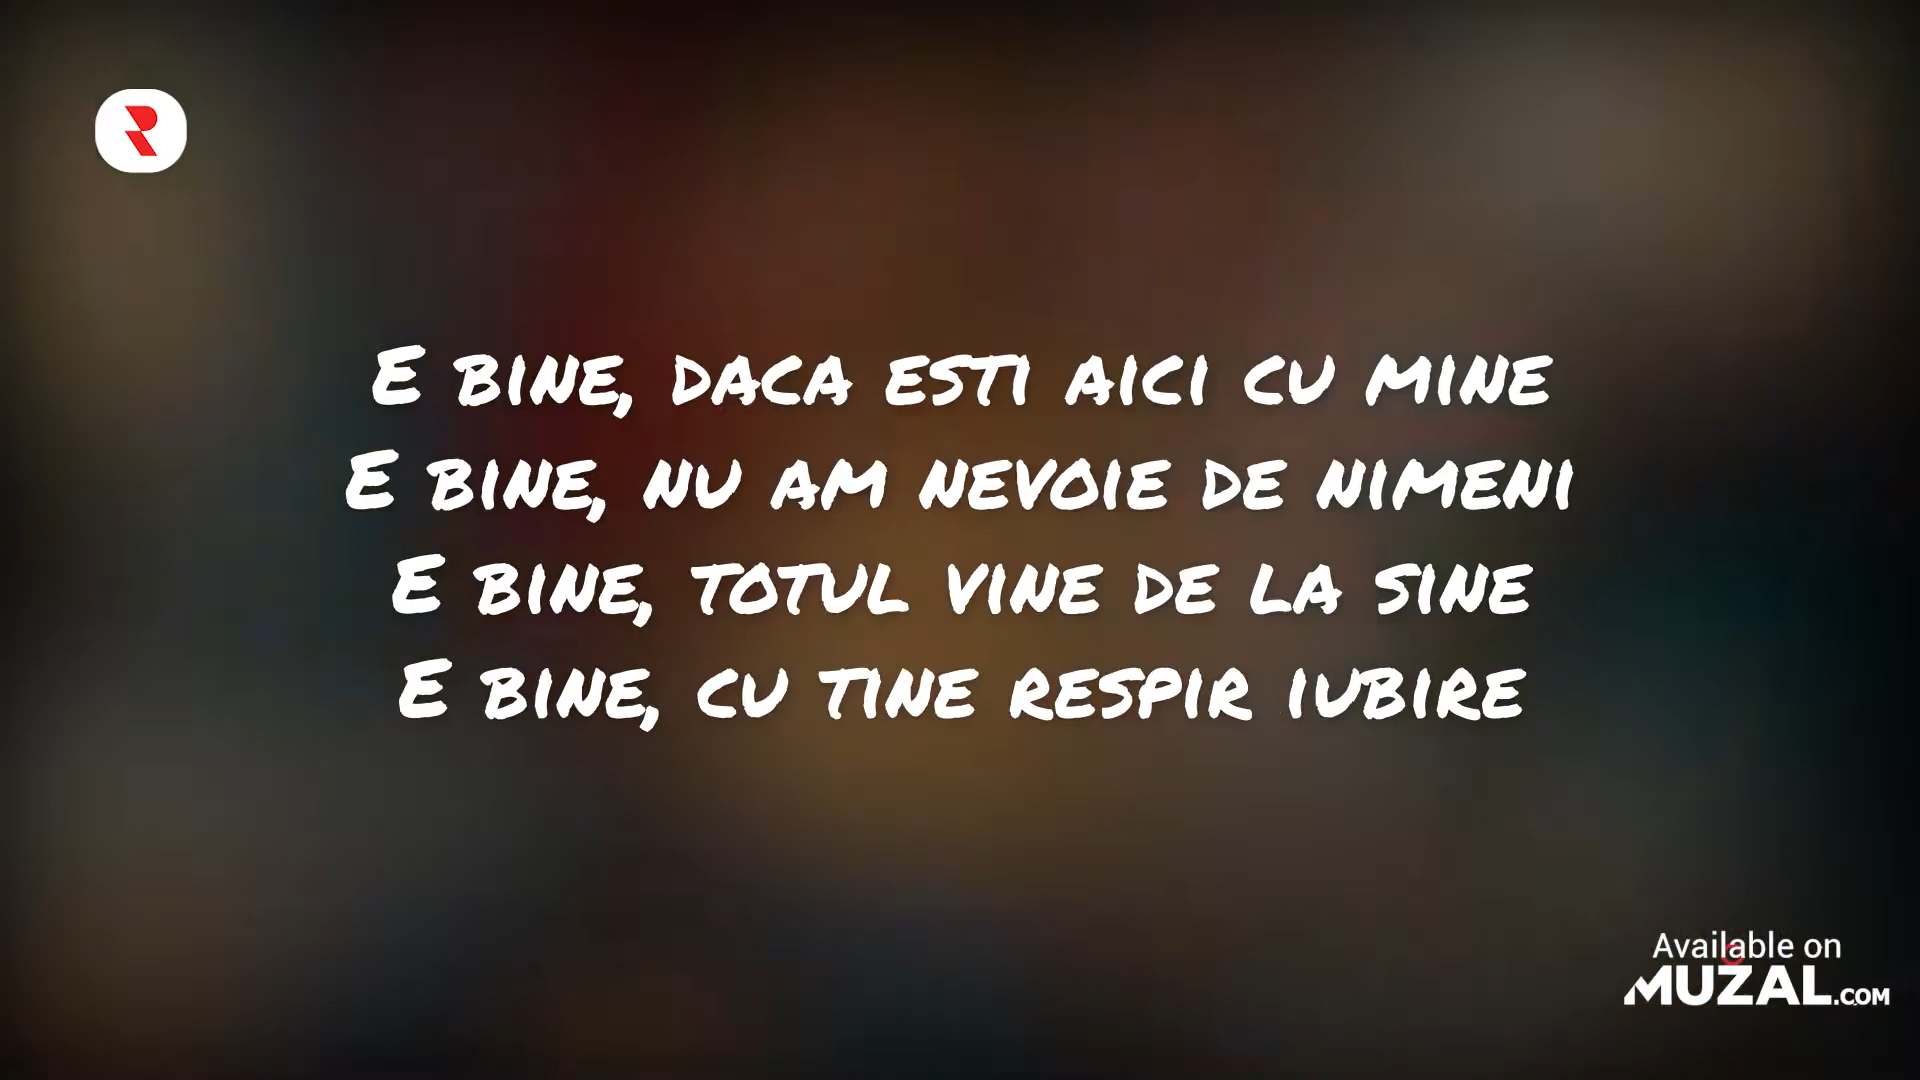 E bine, daca esti aici cu mine
E bine, nu am nevoie de nimeni
E bine, totul vine de la sine
E bine, cu tine respir iubire
Available on
MUZAL.COM